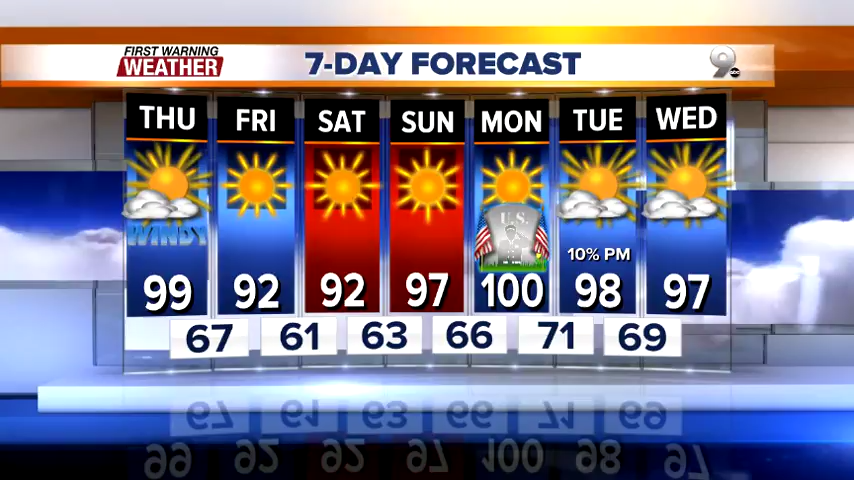 FIRST WARNING
WEATHER
7-DAY FORECAST
9
abc
THU FRI SAT SUN MON TUE WED
U.S.
WINDY
10% PM
99 92 92 97 100 98 97
67 61 63 66 71 69